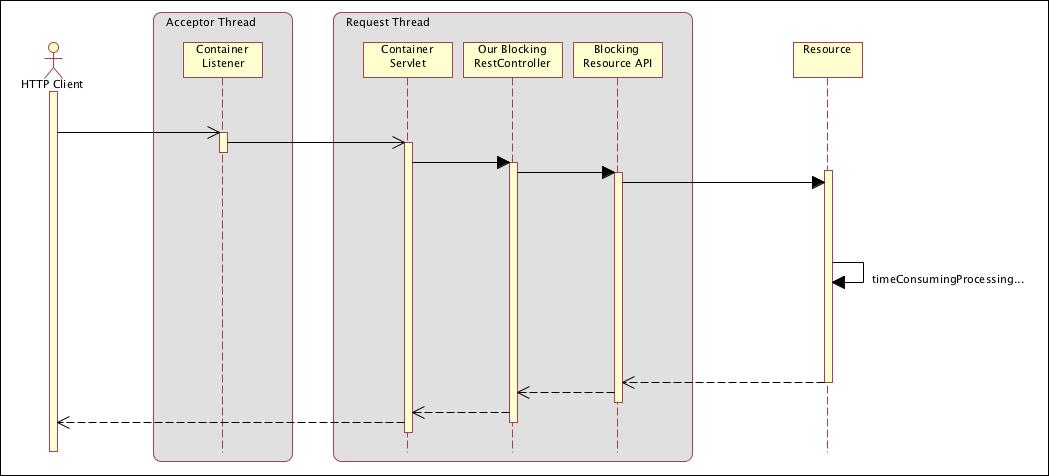 Acceptor Thread
Request Thread
Container
Listener
Container
Servlet
Our Blocking
RestController
Blocking
Resource API
Resource
HTTP Client
timeConsumingProcessing...